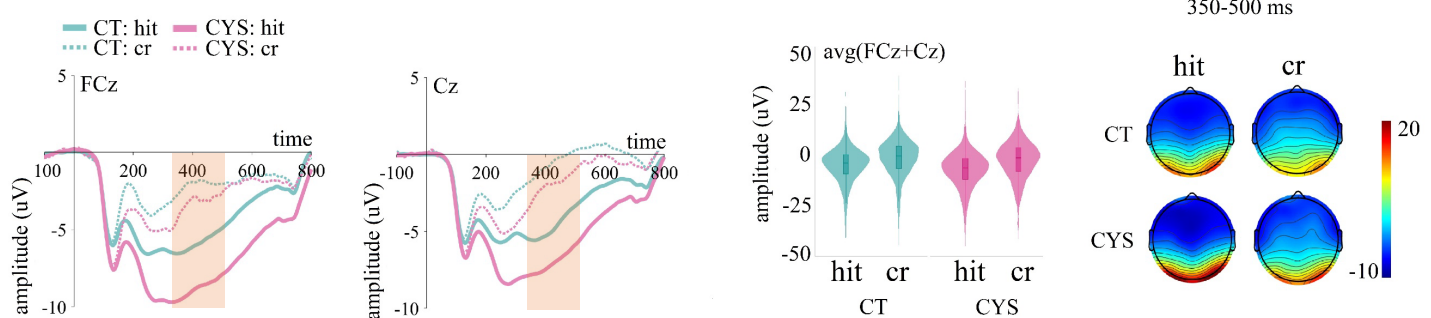 CT: hit
CYS: hit
CT: cr
CYS: cr
5
FCz
time
100
200
400
600
800
-5
-10
amplitude (uV)
5
Cz
time
-100
200
400
600
800
-5
-10
amplitude (uV)
avg(FCz+Cz)
50
25
0
-25
-50
amplitude (uV)
hit
cr
hit
cr
CT
CYS
350-500 ms
hit
cr
CT
CYS
20
-10